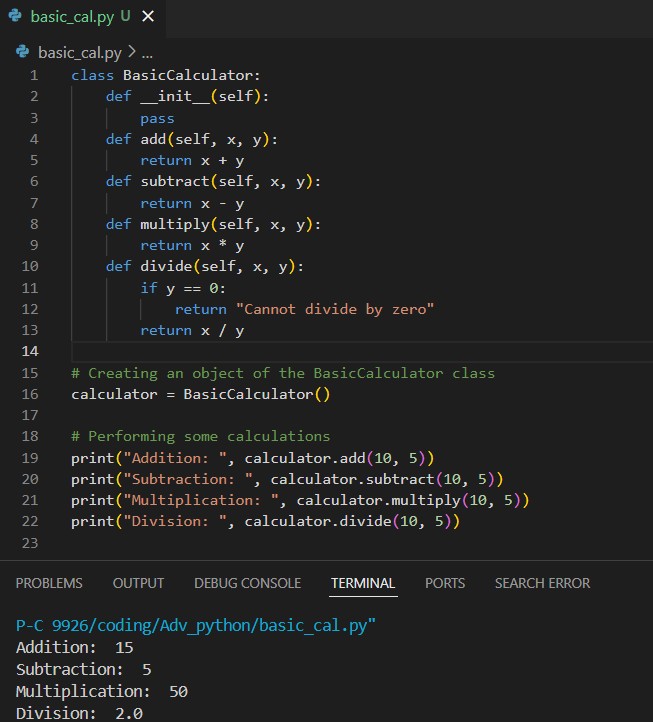 basic_cal.py U ×
basic_cal.py > ...
1 class BasicCalculator:
2     def __init__(self):
3         pass
4     def add(self, x, y):
5         return x + y
6     def subtract(self, x, y):
7         return x - y
8     def multiply(self, x, y):
9         return x * y
10     def divide(self, x, y):
11         if y == 0:
12             return "Cannot divide by zero"
13         return x / y
14
15 # Creating an object of the BasicCalculator class
16 calculator = BasicCalculator()
17
18 # Performing some calculations
19 print("Addition: ", calculator.add(10, 5))
20 print("Subtraction: ", calculator.subtract(10, 5))
21 print("Multiplication: ", calculator.multiply(10, 5))
22 print("Division: ", calculator.divide(10, 5))
23
PROBLEMS OUTPUT DEBUG CONSOLE TERMINAL PORTS SEARCH ERROR
P-C 9926/coding/Adv_python/basic_cal.py"
Addition:  15
Subtraction:  5
Multiplication:  50
Division:  2.0